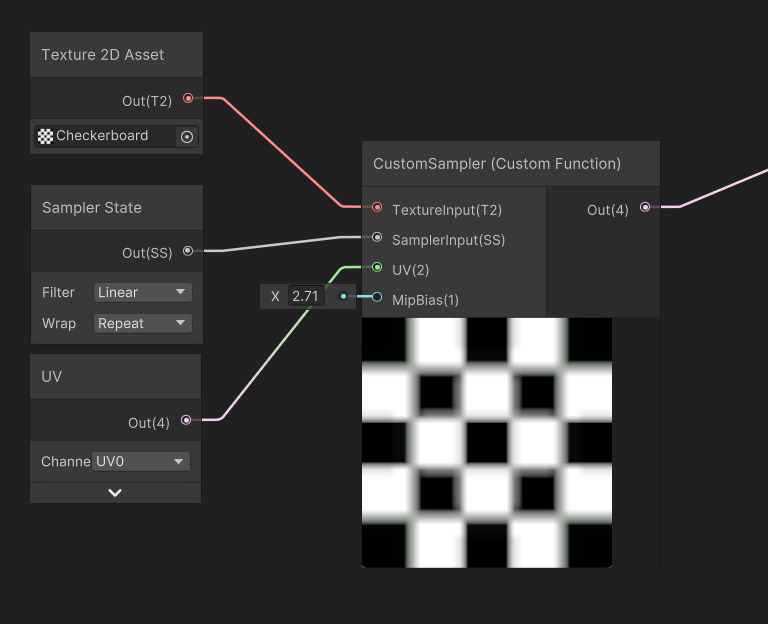 Texture 2D Asset
Out(T2)
Checkerboard
Sampler State
Out(SS)
Filter Linear
Wrap Repeat
UV
Out(4)
Channe UV0
X 2.71
CustomSampler (Custom Function)
TextureInput(T2) Out(4)
SamplerInput(SS)
UV(2)
MipBias(1)